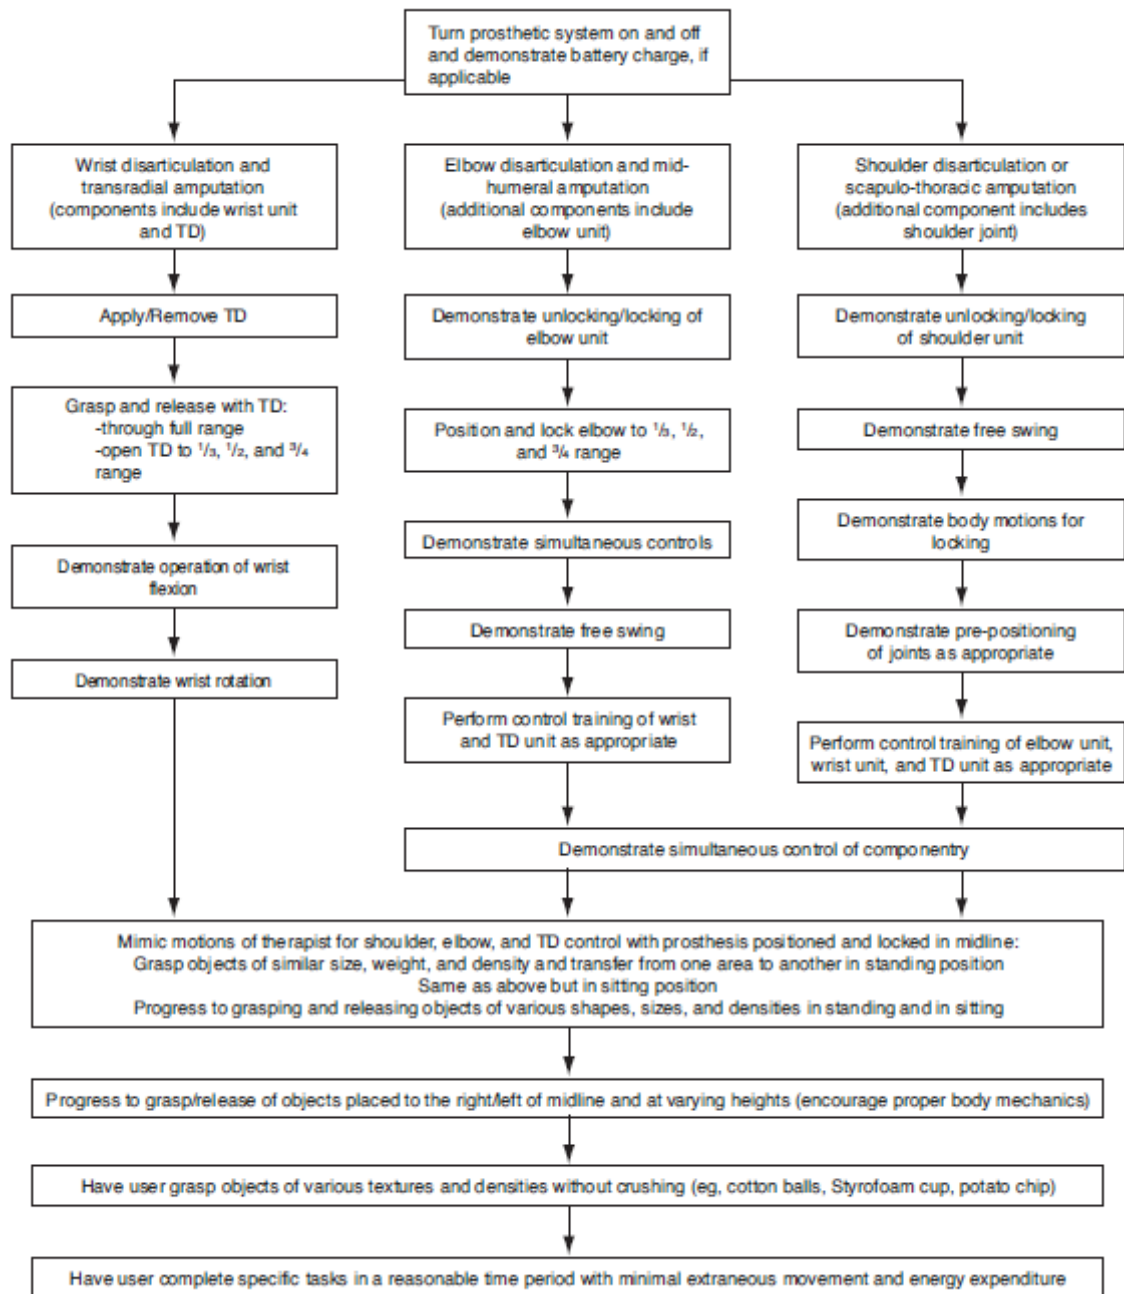 Turn prosthetic system on and off
and demonstrate battery charge, if
applicable
Wrist disarticulation and
transradial amputation
(components include wrist unit
and TD)
Apply/Remove TD
Grasp and release with TD:
-through full range
-open TD to 1/3, 1/2, and 3/4
range
Demonstrate operation of wrist
flexion
Demonstrate wrist rotation
Elbow disarticulation and mid-
humeral amputation
(additional components include
elbow unit)
Demonstrate unlocking/locking of
elbow unit
Position and lock elbow to 1/3, 1/2,
and 3/4 range
Demonstrate simultaneous controls
Demonstrate free swing
Perform control training of wrist
and TD unit as appropriate
Shoulder disarticulation or
scapulo-thoracic amputation
(additional component includes
shoulder joint)
Demonstrate unlocking/locking
of shoulder unit
Demonstrate free swing
Demonstrate body motions for
locking
Demonstrate pre-positioning
of joints as appropriate
Perform control training of elbow unit,
wrist unit, and TD unit as appropriate
Demonstrate simultaneous control of componentry
Mimic motions of therapist for shoulder, elbow, and TD control with prosthesis positioned and locked in midline:
Grasp objects of similar size, weight, and density and transfer from one area to another in standing position
Same as above but in sitting position
Progress to grasping and releasing objects of various shapes, sizes, and densities in standing and in sitting
Progress to grasp/release of objects placed to the right/left of midline and at varying heights (encourage proper body mechanics)
Have user grasp objects of various textures and densities without crushing (eg, cotton balls, Styrofoam cup, potato chip)
Have user complete specific tasks in a reasonable time period with minimal extraneous movement and energy expenditure